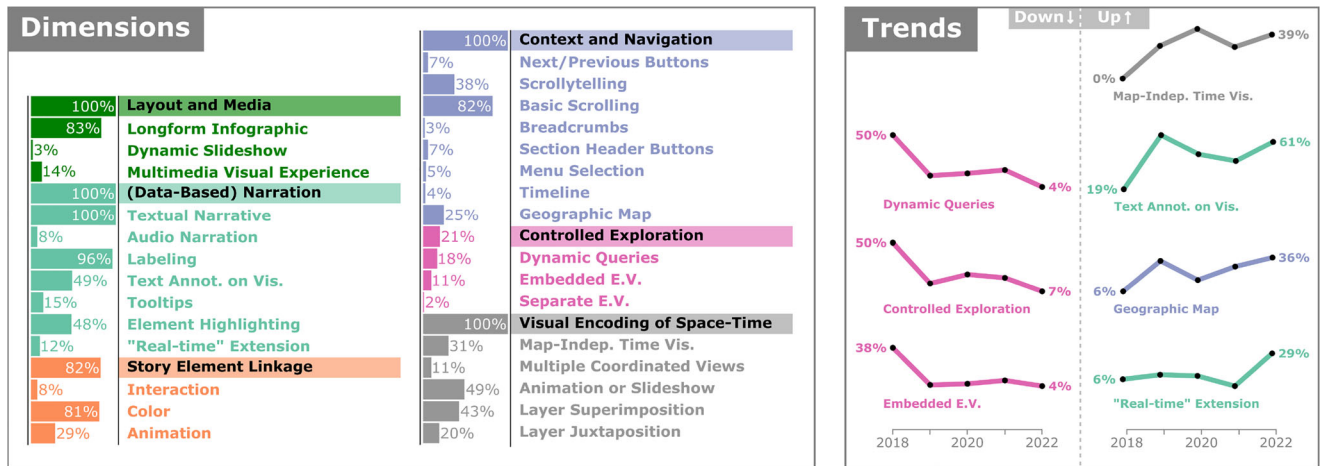 Dimensions
100% Layout and Media
83% Longform Infographic
3% Dynamic Slideshow
14% Multimedia Visual Experience
100% (Data-Based) Narration
100% Textual Narrative
8% Audio Narration
96% Labeling
49% Text Annot. on Vis.
15% Tooltips
48% Element Highlighting
12% "Real-time" Extension
82% Story Element Linkage
8% Interaction
81% Color
29% Animation
100% Context and Navigation
7% Next/Previous Buttons
38% Scrollytelling
82% Basic Scrolling
3% Breadcrumbs
7% Section Header Buttons
5% Menu Selection
4% Timeline
25% Geographic Map
21% Controlled Exploration
18% Dynamic Queries
11% Embedded E.V.
2% Separate E.V.
100% Visual Encoding of Space-Time
31% Map-Indep. Time Vis.
11% Multiple Coordinated Views
49% Animation or Slideshow
43% Layer Superimposition
20% Layer Juxtaposition
Trends
Down↓ Up↑
50% 4%
Dynamic Queries
50% 7%
Controlled Exploration
38% 4%
Embedded E.V.
2018 2020 2022
0% 39%
Map-Indep. Time Vis.
19% 61%
Text Annot. on Vis.
6% 36%
Geographic Map
6% 29%
"Real-time" Extension
2018 2020 2022